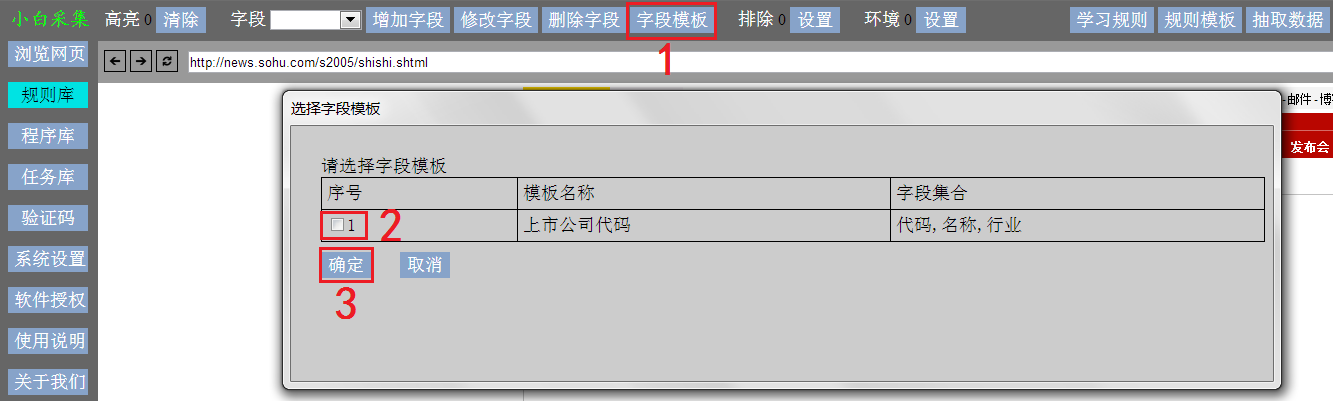 小白采集 高亮 0 清除 字段 增加字段 修改字段 删除字段 字段模板 排除 0 设置 环境 0 设置 学习规则 规则模板 抽取数据
1
浏览网页
http://news.sohu.com/s2005/shishi.shtml
规则库
选择字段模板
-邮件 -博
程序库
发布会
请选择字段模板
任务库
序号 模板名称 字段集合
验证码
1 上市公司代码 代码,名称,行业
2
系统设置
确定 取消
3
软件授权
使用说明
关于我们